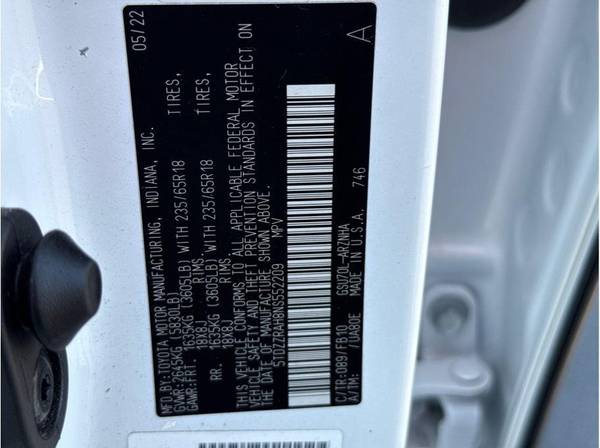 MFD.BY:TOYOTA MOTOR MANUFACTURING, INDIANA, INC. 05/22
GVWR: 2645KG (5830LB)
GAWR:FRT. 1635KG (3605LB) WITH 235/65R18 TIRES,
18X8J RIMS.
RR. 1635KG (3605LB) WITH 235/65R18 TIRES,
18X8J RIMS.
THIS VEHICLE CONFORMS TO ALL APPLICABLE FEDERAL MOTOR
VEHICLE SAFETY AND THEFT PREVENTION STANDARDS IN EFFECT ON
THE DATE OF MANUFACTURE SHOWN ABOVE.
5TDZZRAH8NS552209 MPV A
C/TR:089/FB10 GSU70L-ARZNHA
A/TM: /UA80E MADE IN U.S.A. 746